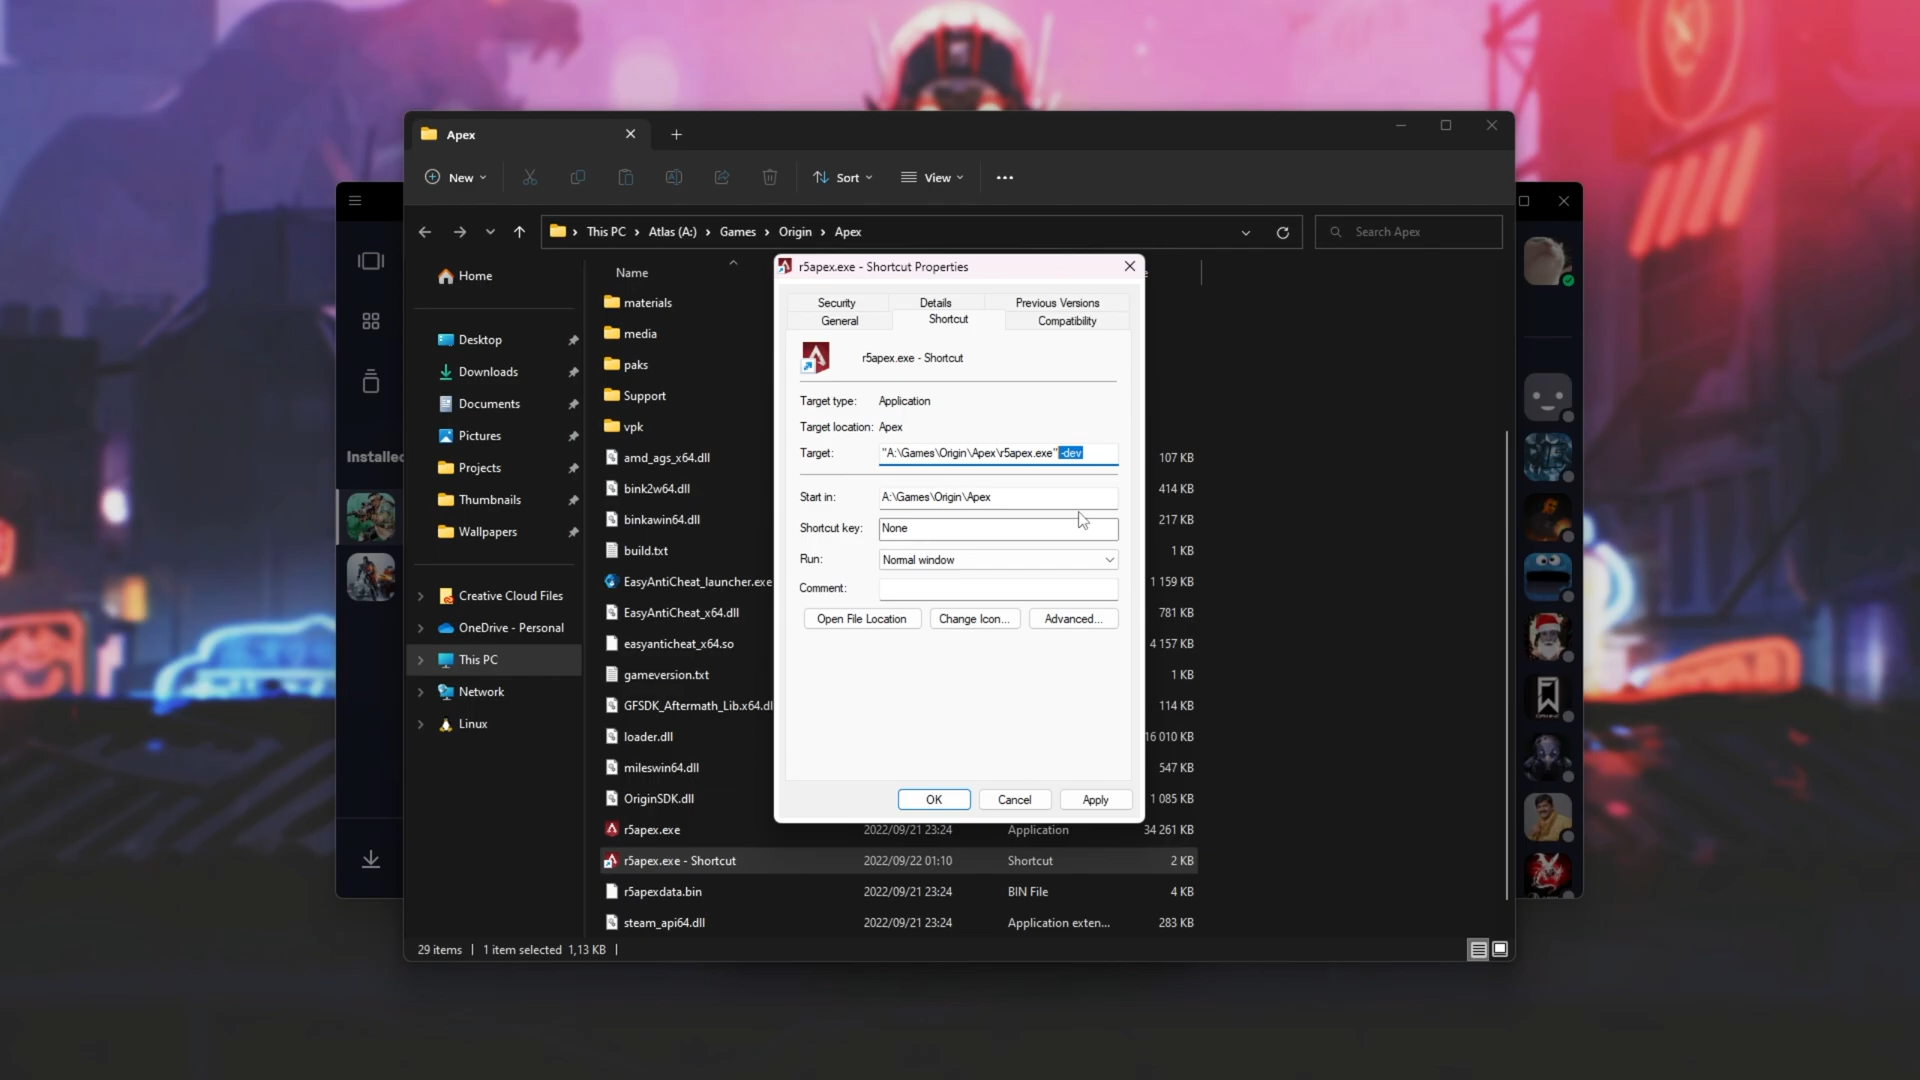 Apex
New
Sort
View
This PC › Atlas (A:) › Games › Origin › Apex
Search Apex
Home
Desktop
Downloads
Documents
Pictures
Projects
Thumbnails
Wallpapers
Creative Cloud Files
OneDrive - Personal
This PC
Network
Linux
Installed
Name
materials
media
paks
Support
vpk
amd_ags_x64.dll 107 KB
bink2w64.dll 414 KB
binkawin64.dll 217 KB
build.txt 1 KB
EasyAntiCheat_launcher.exe 1 159 KB
EasyAntiCheat_x64.dll 781 KB
easyanticheat_x64.so 4 157 KB
gameversion.txt 1 KB
GFSDK_Aftermath_Lib.x64.dl 114 KB
loader.dll 16 010 KB
mileswin64.dll 547 KB
OriginSDK.dll 1 085 KB
r5apex.exe 2022/09/21 23:24 Application 34 261 KB
r5apex.exe - Shortcut 2022/09/22 01:10 Shortcut 2 KB
r5apexdata.bin 2022/09/21 23:24 BIN File 4 KB
steam_api64.dll 2022/09/21 23:24 Application exten... 283 KB
29 items | 1 item selected 1,13 KB |
r5apex.exe - Shortcut Properties
Security Details Previous Versions
General Shortcut Compatibility
r5apex.exe - Shortcut
Target type: Application
Target location: Apex
Target: "A:\Games\Origin\Apex\r5apex.exe" -dev
Start in: A:\Games\Origin\Apex
Shortcut key: None
Run: Normal window
Comment:
Open File Location Change Icon... Advanced...
OK Cancel Apply